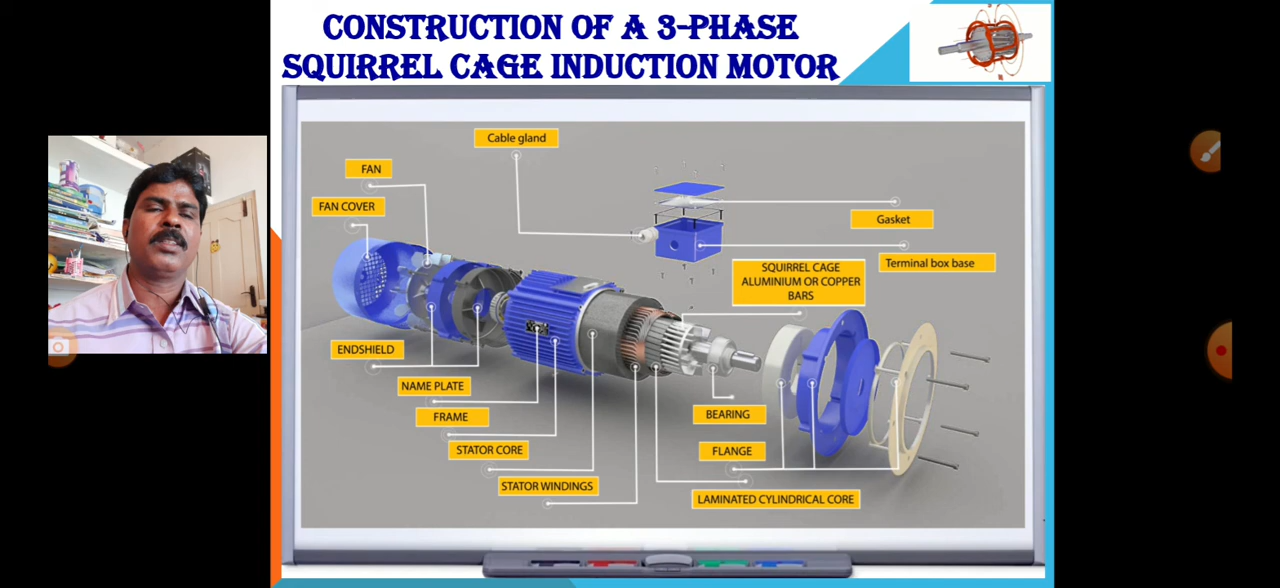 CONSTRUCTION OF A 3-PHASE
SQUIRREL CAGE INDUCTION MOTOR
Cable gland
FAN
FAN COVER
Gasket
Terminal box base
SQUIRREL CAGE
ALUMINIUM OR COPPER
BARS
ENDSHIELD
NAME PLATE
FRAME
STATOR CORE
STATOR WINDINGS
BEARING
FLANGE
LAMINATED CYLINDRICAL CORE